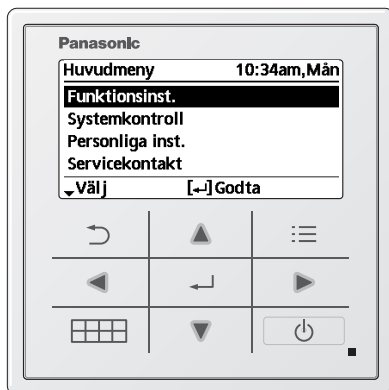 Panasonic
Huvudmeny 10:34am,Mån
Funktionsinst.
Systemkontroll
Personliga inst.
Servicekontakt
Välj [↵]Godta